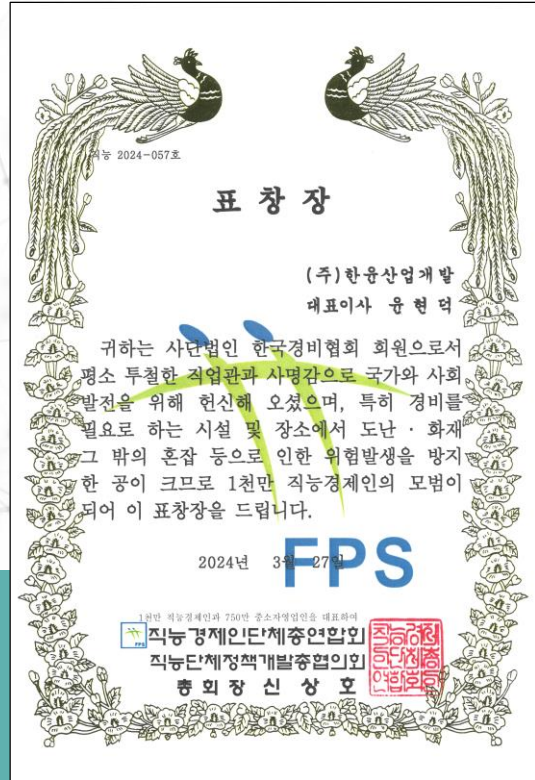 직능 2024-057호
표창장
(주)한윤산업개발
대표이사 윤현덕
귀하는 사단법인 한국경비협회 회원으로서
평소 투철한 직업관과 사명감으로 국가와 사회
발전을 위해 헌신해 오셨으며, 특히 경비를
필요로 하는 시설 및 장소에서 도난 · 화재
그 밖의 혼잡 등으로 인한 위험발생을 방지
한 공이 크므로 1천만 직능경제인의 모범이
되어 이 표창장을 드립니다.
2024년 3월 27일
FPS
1천만 직능경제인과 750만 중소자영업인을 대표하여
FPS 직능경제인단체총연합회
직능단체정책개발총협의회
총회장 신상호